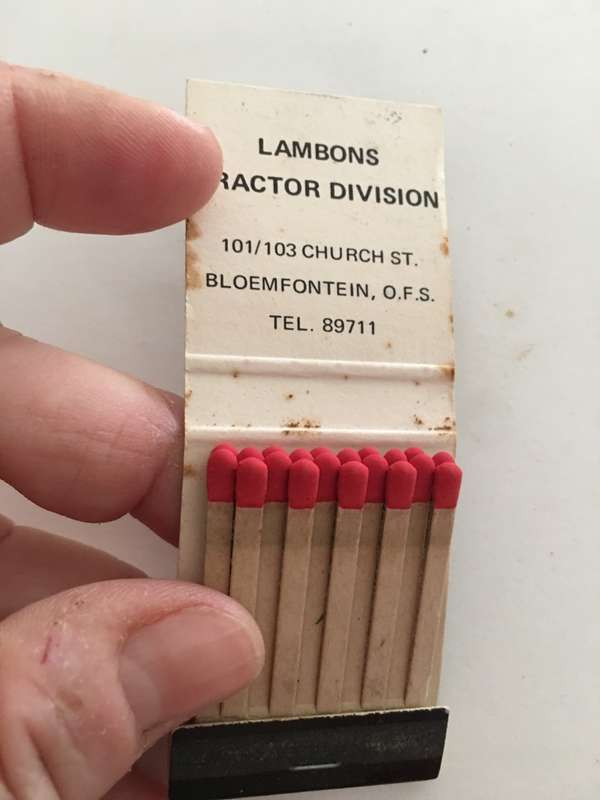 LAMBONS
RACTOR DIVISION
101/103 CHURCH ST.
BLOEMFONTEIN, O.F.S.
TEL. 89711